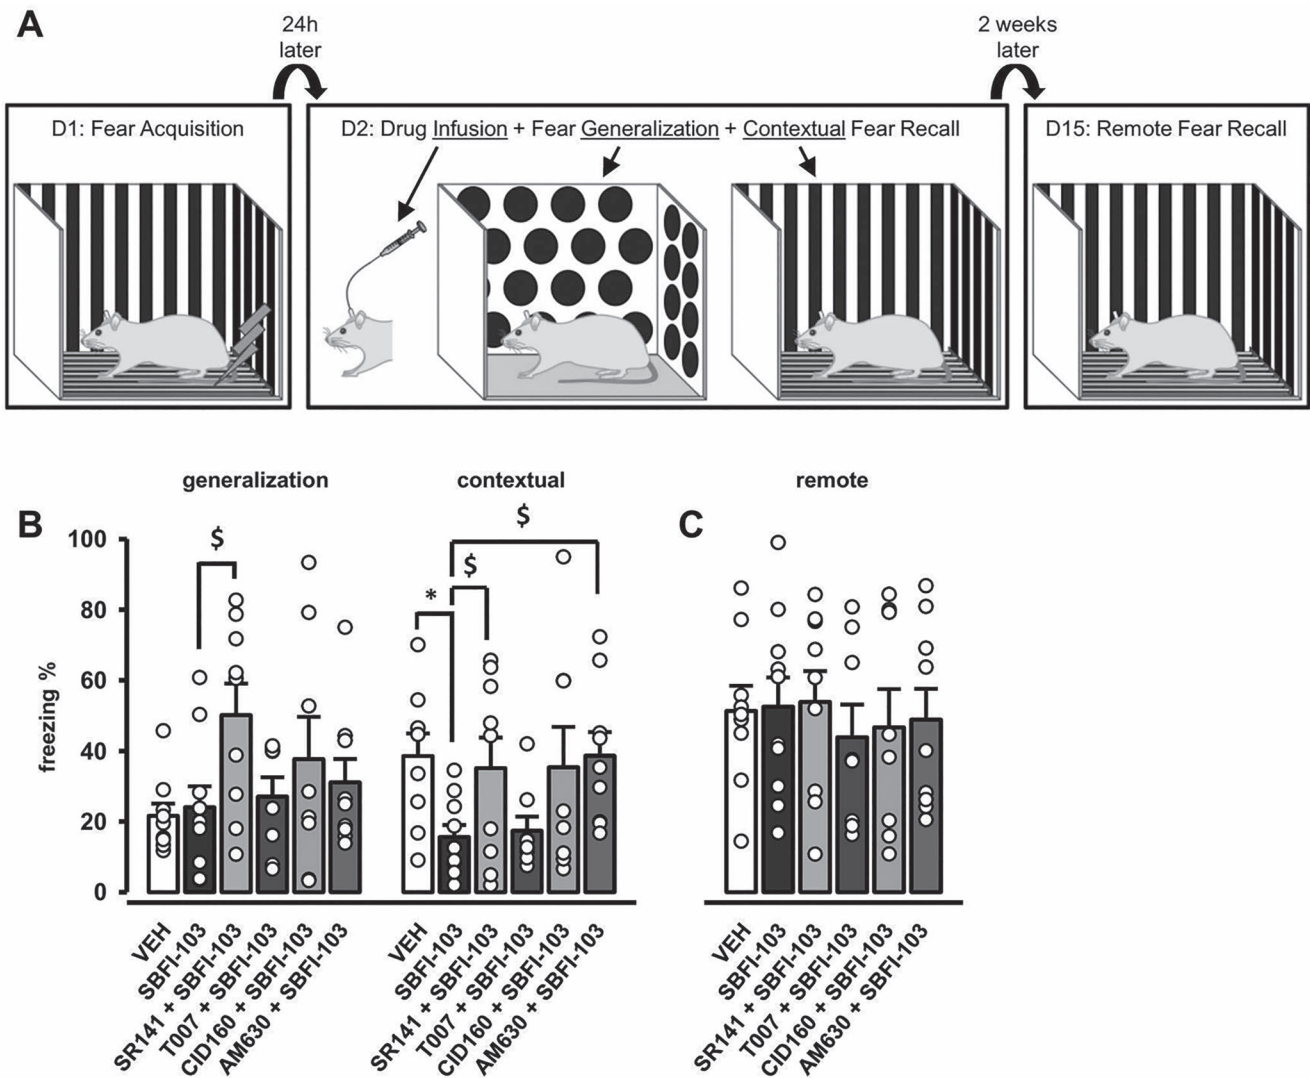 A
24h
later
2 weeks
later
D1: Fear Acquisition
D2: Drug Infusion + Fear Generalization + Contextual Fear Recall
D15: Remote Fear Recall
generalization
contextual
remote
B
C
freezing %
100
80
60
40
20
0
$
*
$
$
VEH
SBFI-103
SR141 + SBFI-103
T007 + SBFI-103
CID160 + SBFI-103
AM630 + SBFI-103
VEH
SBFI-103
SR141 + SBFI-103
T007 + SBFI-103
CID160 + SBFI-103
AM630 + SBFI-103
VEH
SBFI-103
SR141 + SBFI-103
T007 + SBFI-103
CID160 + SBFI-103
AM630 + SBFI-103